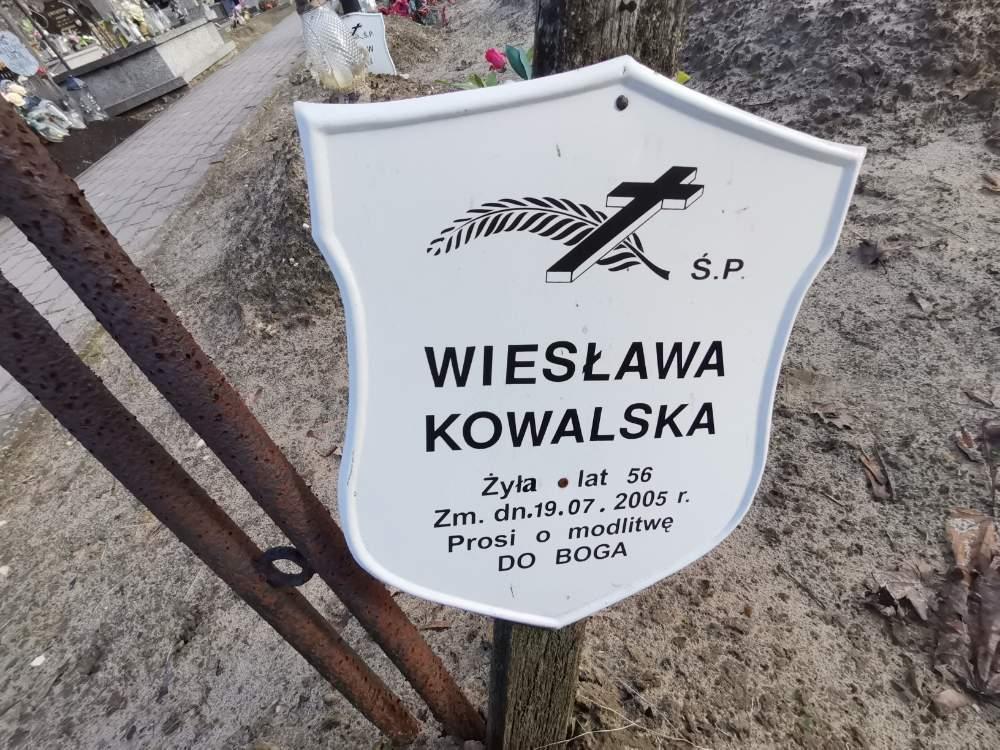 Ś.P.
WIESŁAWA
KOWALSKA
Żyła lat 56
Zm. dn.19.07.2005 r.
Prosi o modlitwę
DO BOGA
Ś.P.